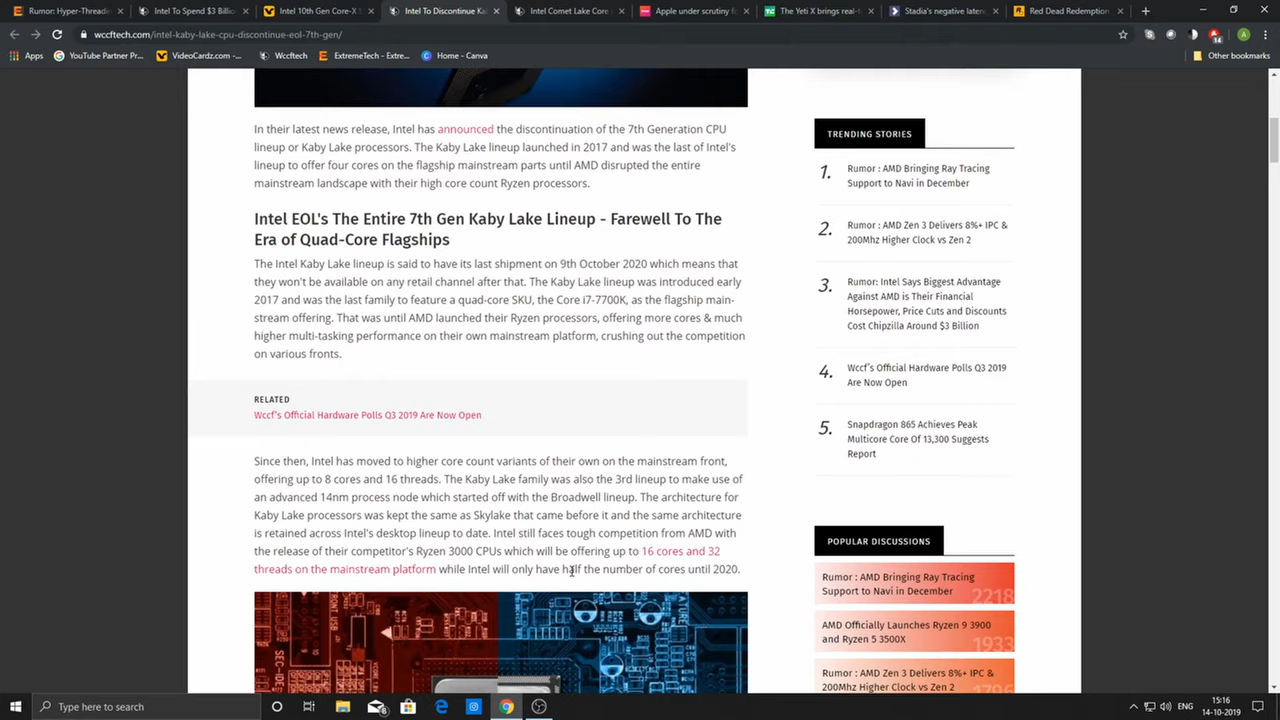 Rumor: Hyper-Threadi
Intel To Spend $3 Billi
Intel 10th Gen Core-X S
Intel To Discontinue Ka
Intel Comet Lake Core i
Apple under scrutiny fo
The Yeti X brings real-t
Stadia's negative laten
Red Dead Redemption
wccftech.com/intel-kaby-lake-cpu-discontinue-eol-7th-gen/
Apps
YouTube Partner Pr...
VideoCardz.com -...
Wccftech
ExtremeTech - Extre...
Home - Canva
Other bookmarks
In their latest news release, Intel has announced the discontinuation of the 7th Generation CPU
lineup or Kaby Lake processors. The Kaby Lake lineup launched in 2017 and was the last of Intel's
lineup to offer four cores on the flagship mainstream parts until AMD disrupted the entire
mainstream landscape with their high core count Ryzen processors.
Intel EOL's The Entire 7th Gen Kaby Lake Lineup - Farewell To The
Era of Quad-Core Flagships
The Intel Kaby Lake lineup is said to have its last shipment on 9th October 2020 which means that
they won't be available on any retail channel after that. The Kaby Lake lineup was introduced early
2017 and was the last family to feature a quad-core SKU, the Core i7-7700K, as the flagship main-
stream offering. That was until AMD launched their Ryzen processors, offering more cores & much
higher multi-tasking performance on their own mainstream platform, crushing out the competition
on various fronts.
RELATED
Wccf's Official Hardware Polls Q3 2019 Are Now Open
Since then, Intel has moved to higher core count variants of their own on the mainstream front,
offering up to 8 cores and 16 threads. The Kaby Lake family was also the 3rd lineup to make use of
an advanced 14nm process node which started off with the Broadwell lineup. The architecture for
Kaby Lake processors was kept the same as Skylake that came before it and the same architecture
is retained across Intel's desktop lineup to date. Intel still faces tough competition from AMD with
the release of their competitor's Ryzen 3000 CPUs which will be offering up to 16 cores and 32
threads on the mainstream platform while Intel will only have half the number of cores until 2020.
TRENDING STORIES
1. Rumor : AMD Bringing Ray Tracing
Support to Navi in December
2. Rumor : AMD Zen 3 Delivers 8%+ IPC &
200Mhz Higher Clock vs Zen 2
3. Rumor: Intel Says Biggest Advantage
Against AMD is Their Financial
Horsepower, Price Cuts and Discounts
Cost Chipzilla Around $3 Billion
4. Wccf's Official Hardware Polls Q3 2019
Are Now Open
5. Snapdragon 865 Achieves Peak
Multicore Core Of 13,300 Suggests
Report
POPULAR DISCUSSIONS
Rumor : AMD Bringing Ray Tracing
Support to Navi in December
2218
AMD Officially Launches Ryzen 9 3900
and Ryzen 5 3500X
1933
Rumor : AMD Zen 3 Delivers 8%+ IPC &
200Mhz Higher Clock vs Zen 2
Type here to search
ENG
15:16
14-10-2019